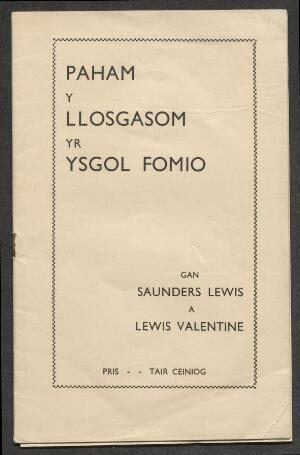 PAHAM
Y
LLOSGASOM
YR
YSGOL FOMIO
GAN
SAUNDERS LEWIS
A
LEWIS VALENTINE
PRIS - - TAIR CEINIOG